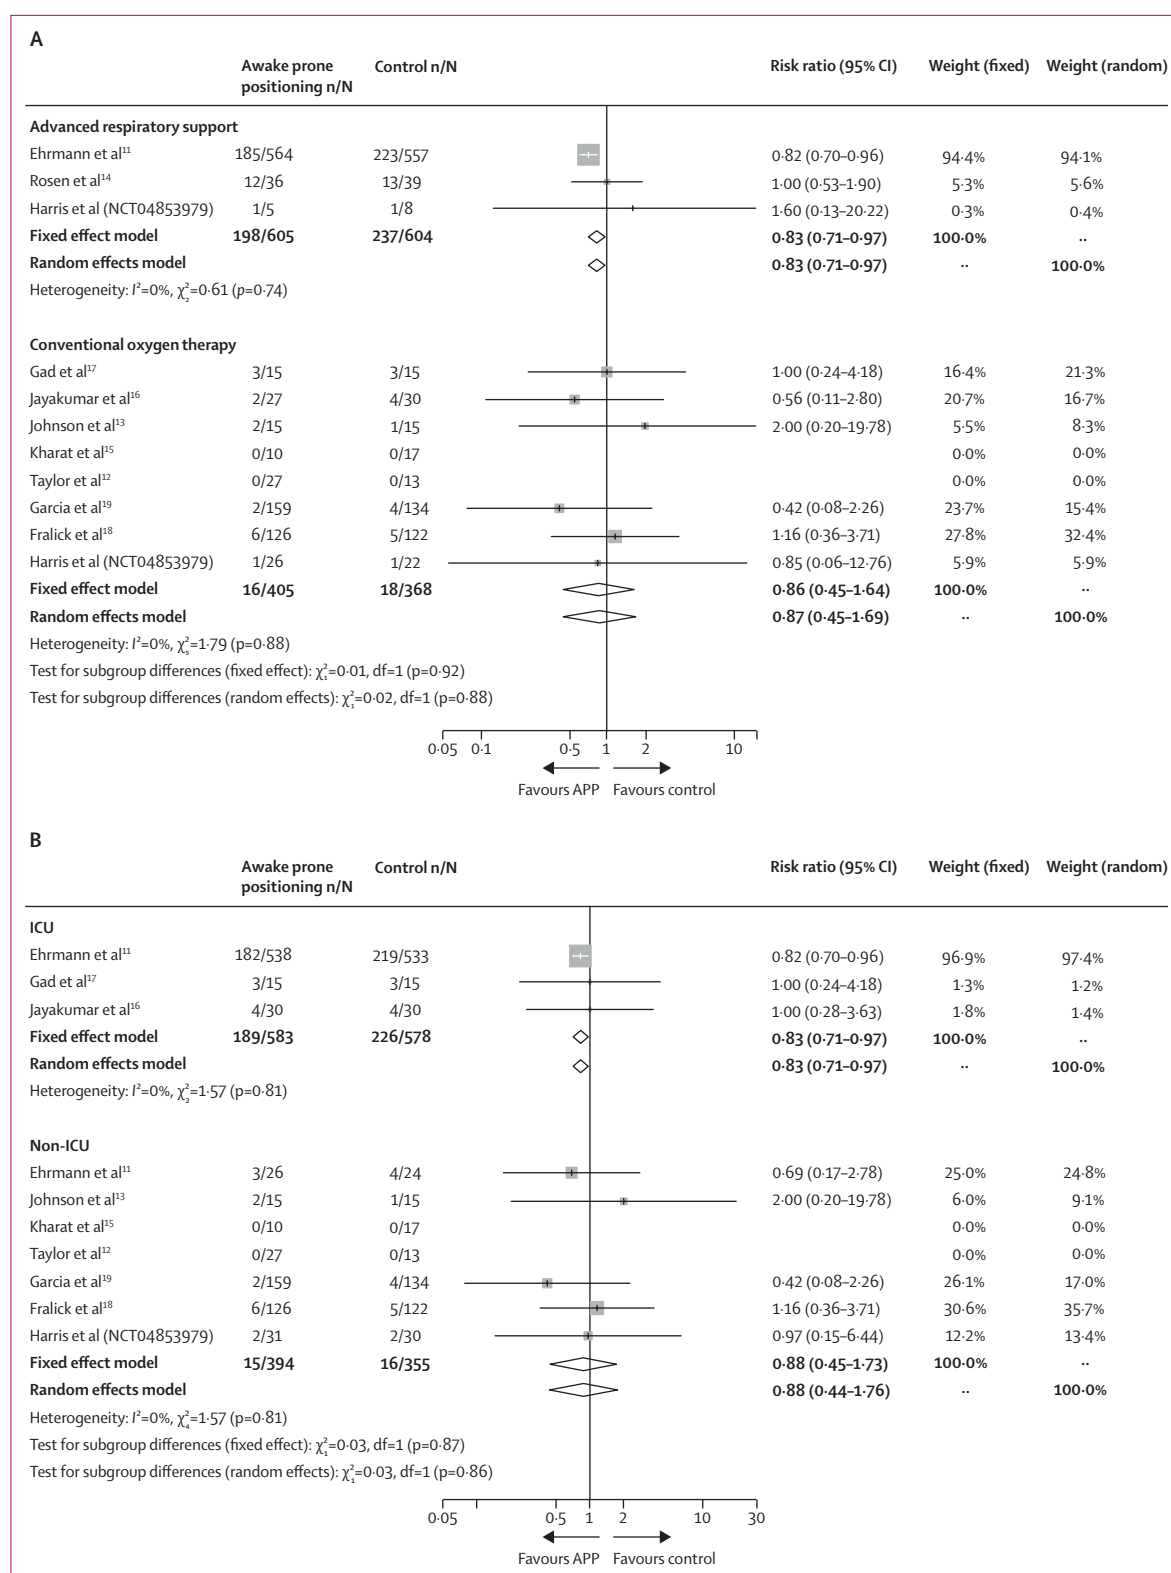 A
Awake prone positioning n/N Control n/N Risk ratio (95% CI) Weight (fixed) Weight (random)
Advanced respiratory support
Ehrmann et al¹¹ 185/564 223/557 0·82 (0·70–0·96) 94·4% 94·1%
Rosen et al¹⁴ 12/36 13/39 1·00 (0·53–1·90) 5·3% 5·6%
Harris et al (NCT04853979) 1/5 1/8 1·60 (0·13–20·22) 0·3% 0·4%
Fixed effect model 198/605 237/604 0·83 (0·71–0·97) 100·0% ··
Random effects model 0·83 (0·71–0·97) ·· 100·0%
Heterogeneity: I²=0%, χ²₂=0·61 (p=0·74)
Conventional oxygen therapy
Gad et al¹⁷ 3/15 3/15 1·00 (0·24–4·18) 16·4% 21·3%
Jayakumar et al¹⁶ 2/27 4/30 0·56 (0·11–2·80) 20·7% 16·7%
Johnson et al¹³ 2/15 1/15 2·00 (0·20–19·78) 5·5% 8·3%
Kharat et al¹⁵ 0/10 0/17 0·0% 0·0%
Taylor et al¹² 0/27 0/13 0·0% 0·0%
Garcia et al¹⁹ 2/159 4/134 0·42 (0·08–2·26) 23·7% 15·4%
Fralick et al¹⁸ 6/126 5/122 1·16 (0·36–3·71) 27·8% 32·4%
Harris et al (NCT04853979) 1/26 1/22 0·85 (0·06–12·76) 5·9% 5·9%
Fixed effect model 16/405 18/368 0·86 (0·45–1·64) 100·0% ··
Random effects model 0·87 (0·45–1·69) ·· 100·0%
Heterogeneity: I²=0%, χ²₅=1·79 (p=0·88)
Test for subgroup differences (fixed effect): χ²₁=0·01, df=1 (p=0·92)
Test for subgroup differences (random effects): χ²₁=0·02, df=1 (p=0·88)
0·05 0·1 0·5 1 2 10
Favours APP Favours control
B
Awake prone positioning n/N Control n/N Risk ratio (95% CI) Weight (fixed) Weight (random)
ICU
Ehrmann et al¹¹ 182/538 219/533 0·82 (0·70–0·96) 96·9% 97·4%
Gad et al¹⁷ 3/15 3/15 1·00 (0·24–4·18) 1·3% 1·2%
Jayakumar et al¹⁶ 4/30 4/30 1·00 (0·28–3·63) 1·8% 1·4%
Fixed effect model 189/583 226/578 0·83 (0·71–0·97) 100·0% ··
Random effects model 0·83 (0·71–0·97) ·· 100·0%
Heterogeneity: I²=0%, χ²₂=1·57 (p=0·81)
Non-ICU
Ehrmann et al¹¹ 3/26 4/24 0·69 (0·17–2·78) 25·0% 24·8%
Johnson et al¹³ 2/15 1/15 2·00 (0·20–19·78) 6·0% 9·1%
Kharat et al¹⁵ 0/10 0/17 0·0% 0·0%
Taylor et al¹² 0/27 0/13 0·0% 0·0%
Garcia et al¹⁹ 2/159 4/134 0·42 (0·08–2·26) 26·1% 17·0%
Fralick et al¹⁸ 6/126 5/122 1·16 (0·36–3·71) 30·6% 35·7%
Harris et al (NCT04853979) 2/31 2/30 0·97 (0·15–6·44) 12·2% 13·4%
Fixed effect model 15/394 16/355 0·88 (0·45–1·73) 100·0% ··
Random effects model 0·88 (0·44–1·76) ·· 100·0%
Heterogeneity: I²=0%, χ²₄=1·57 (p=0·81)
Test for subgroup differences (fixed effect): χ²₁=0·03, df=1 (p=0·87)
Test for subgroup differences (random effects): χ²₁=0·03, df=1 (p=0·86)
0·05 0·5 1 2 10 30
Favours APP Favours control